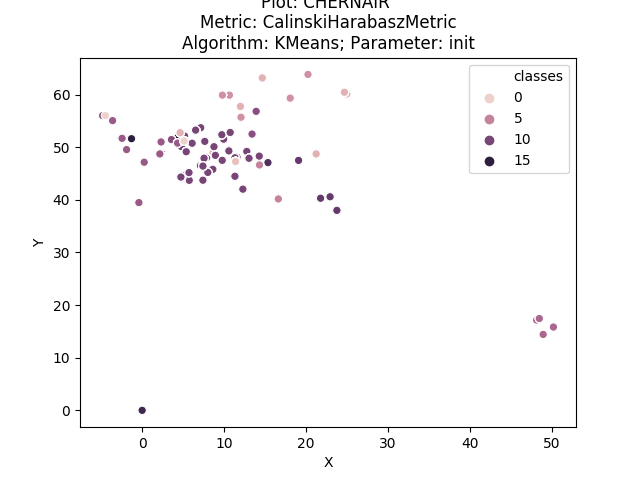 Plot: CHERNAIR
Metric: CalinskiHarabaszMetric
Algorithm: KMeans; Parameter: init
classes
0
5
10
15
60
50
40
30
20
10
0
Y
0 10 20 30 40 50
X